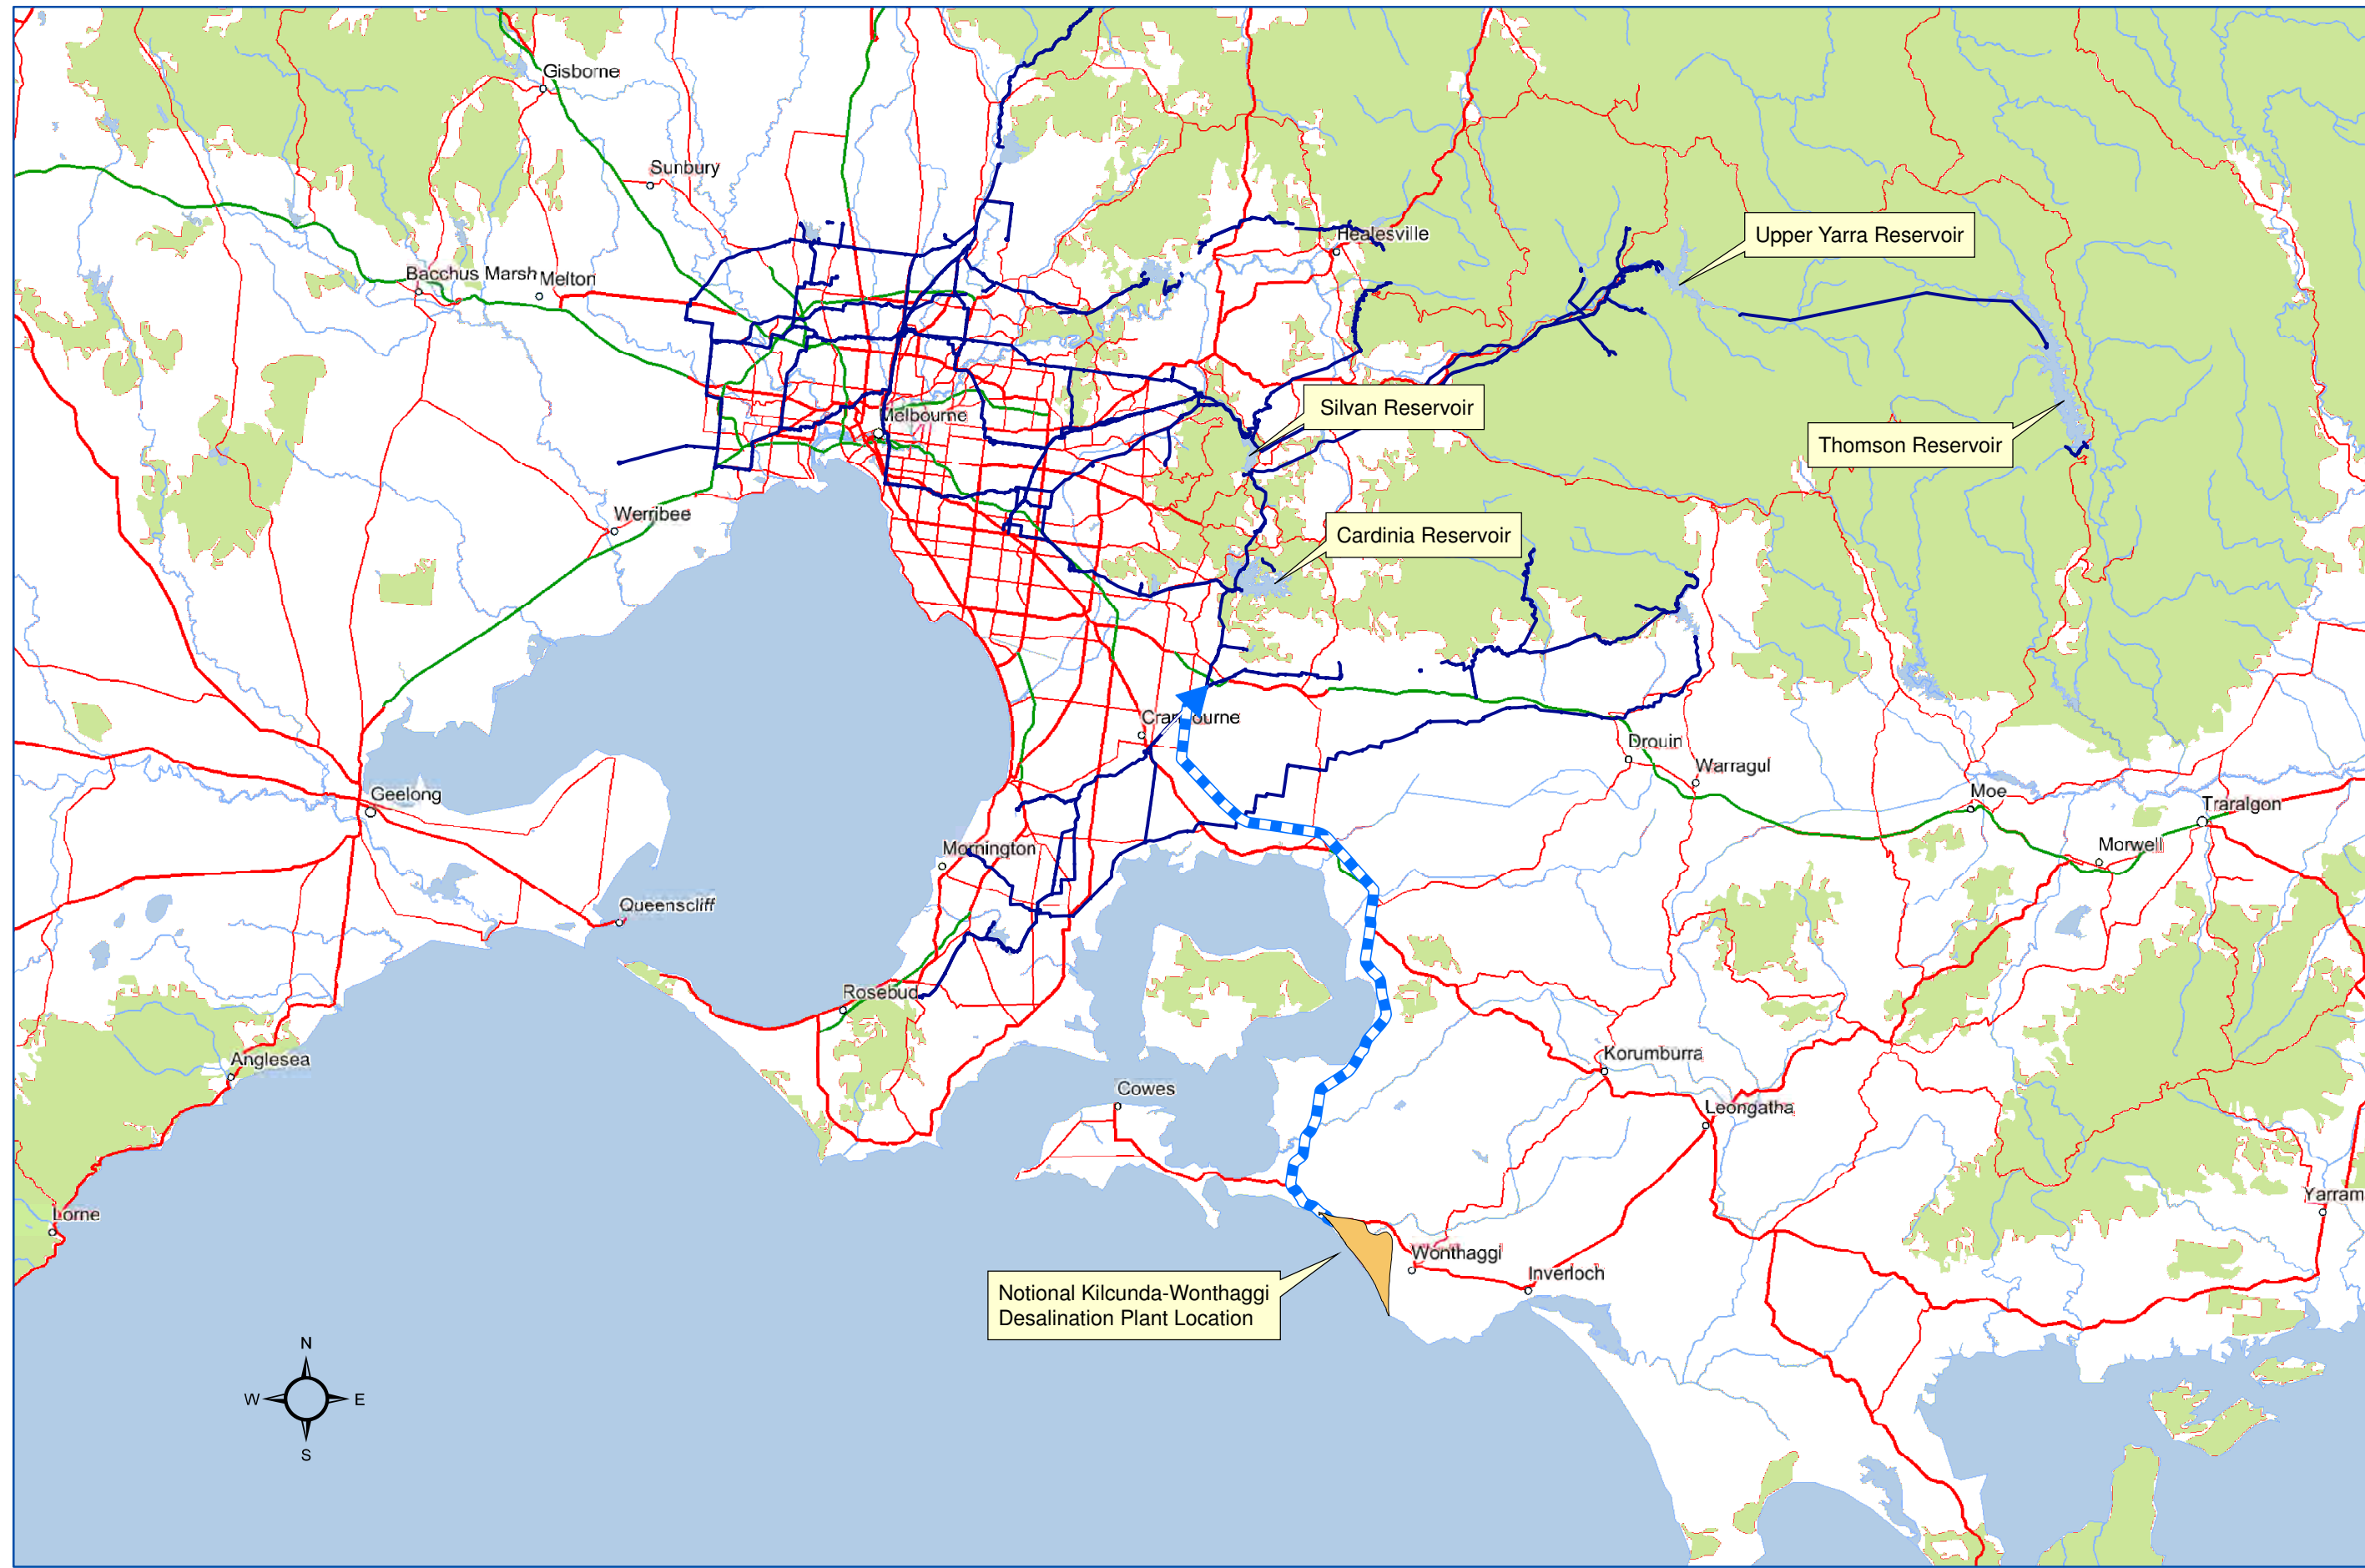 Gisborne
Sunbury
Healesville
Upper Yarra Reservoir
Bacchus Marsh
Melton
Silvan Reservoir
Melbourne
Thomson Reservoir
Werribee
Cardinia Reservoir
Cranbourne
Drouin
Warragul
Geelong
Moe
Traralgon
Mornington
Morwell
Queenscliff
Rosebud
Korumburra
Anglesea
Cowes
Leongatha
Yarram
Lorne
Wonthaggi
Inverloch
Notional Kilcunda-Wonthaggi
Desalination Plant Location
N
W
E
S